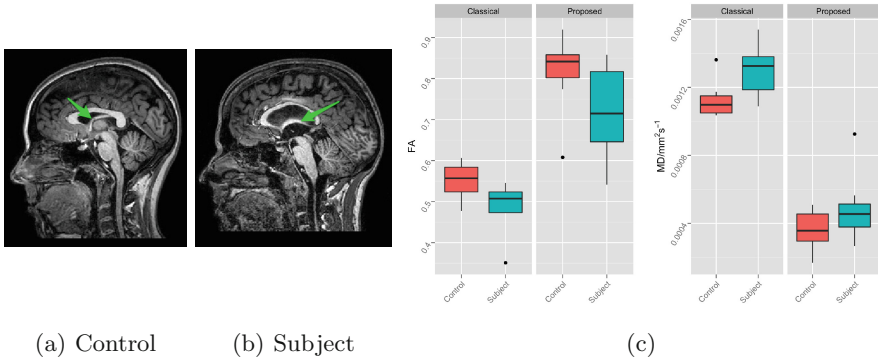 Classical
Proposed
0.9
0.8
0.7
0.6
0.5
0.4
FA
Control
Subject
Control
Subject
Classical
Proposed
0.0016
0.0012
0.0008
0.0004
MD/mm²s⁻¹
Control
Subject
Control
Subject
(a) Control
(b) Subject
(c)